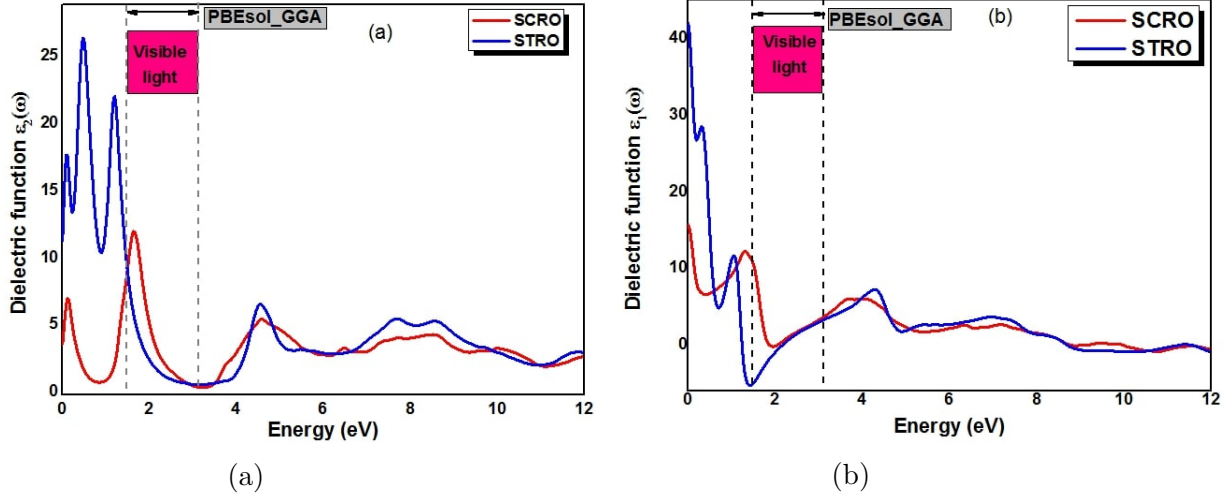 PBEsol_GGA
(a)
SCRO
STRO
Visible
light
25
20
15
10
5
0
Dielectric function ε₂(ω)
0 2 4 6 8 10 12
Energy (eV)
(a)
PBEsol_GGA
(b)
SCRO
STRO
Visible
light
40
30
20
10
0
Dielectric function ε₁(ω)
0 2 4 6 8 10 12
Energy (eV)
(b)